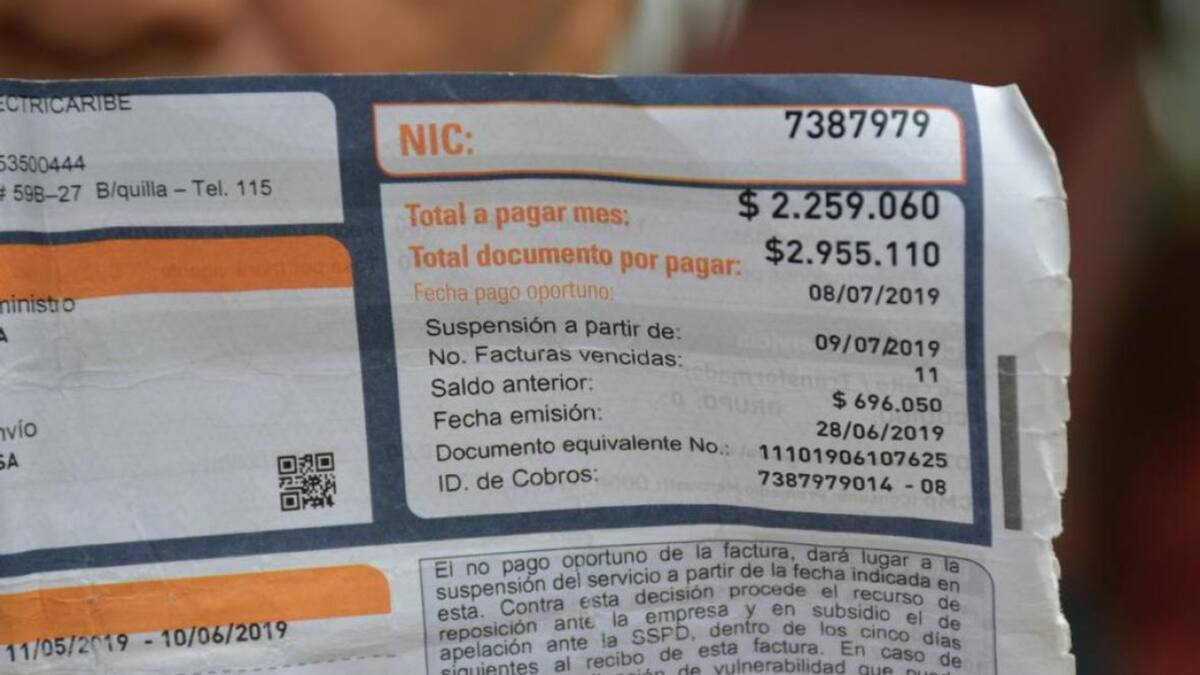 ECTRICARIBE
53500444
# 59B–27 B/quilla – Tel. 115
ministro
A
nvío
SA
11/05/2019 - 10/06/2019
NIC: 7387979
Total a pagar mes: $ 2.259.060
Total documento por pagar: $2.955.110
Fecha pago oportuno: 08/07/2019
Suspensión a partir de: 09/07/2019
No. Facturas vencidas: 11
Saldo anterior: $ 696.050
Fecha emisión: 28/06/2019
Documento equivalente No.: 11101906107625
ID. de Cobros: 7387979014 - 08
El no pago oportuno de la factura, dará lugar a la
suspensión del servicio a partir de la fecha indicada en
esta. Contra esta decisión procede el recurso de
reposición ante la empresa y en subsidio el de
apelación ante la SSPD, dentro de los cinco días
siguientes al recibo de esta factura. En caso de
de vulnerabilidad que